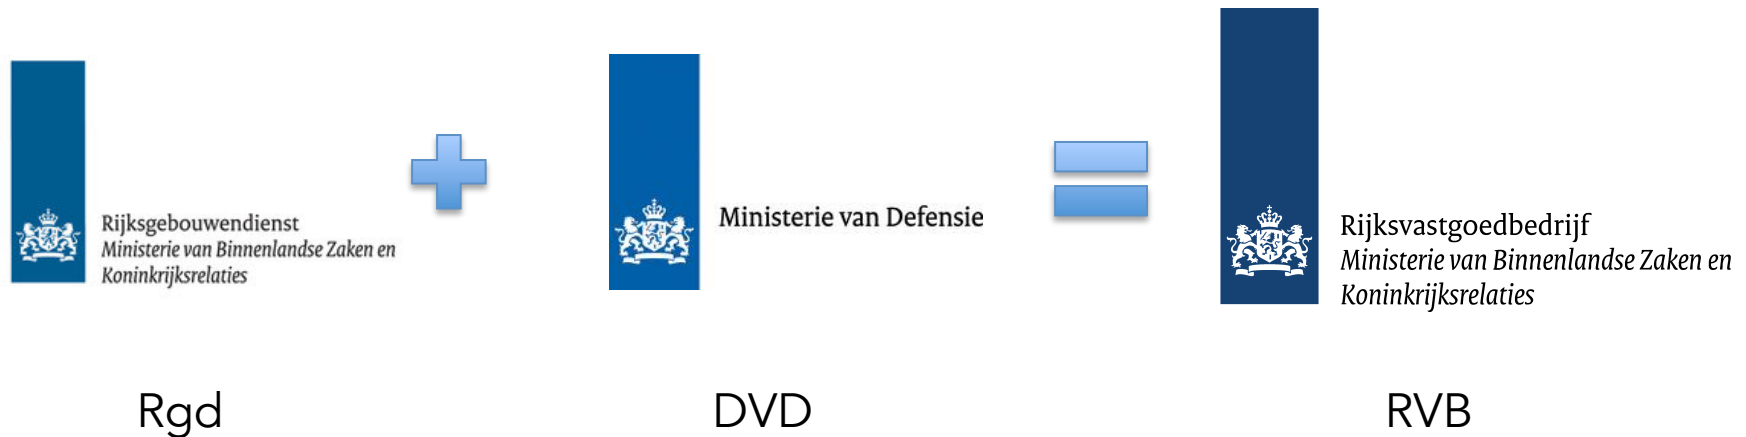 Rijksgebouwendienst
Ministerie van Binnenlandse Zaken en
Koninkrijksrelaties
Ministerie van Defensie
Rijksvastgoedbedrijf
Ministerie van Binnenlandse Zaken en
Koninkrijksrelaties
Rgd
DVD
RVB